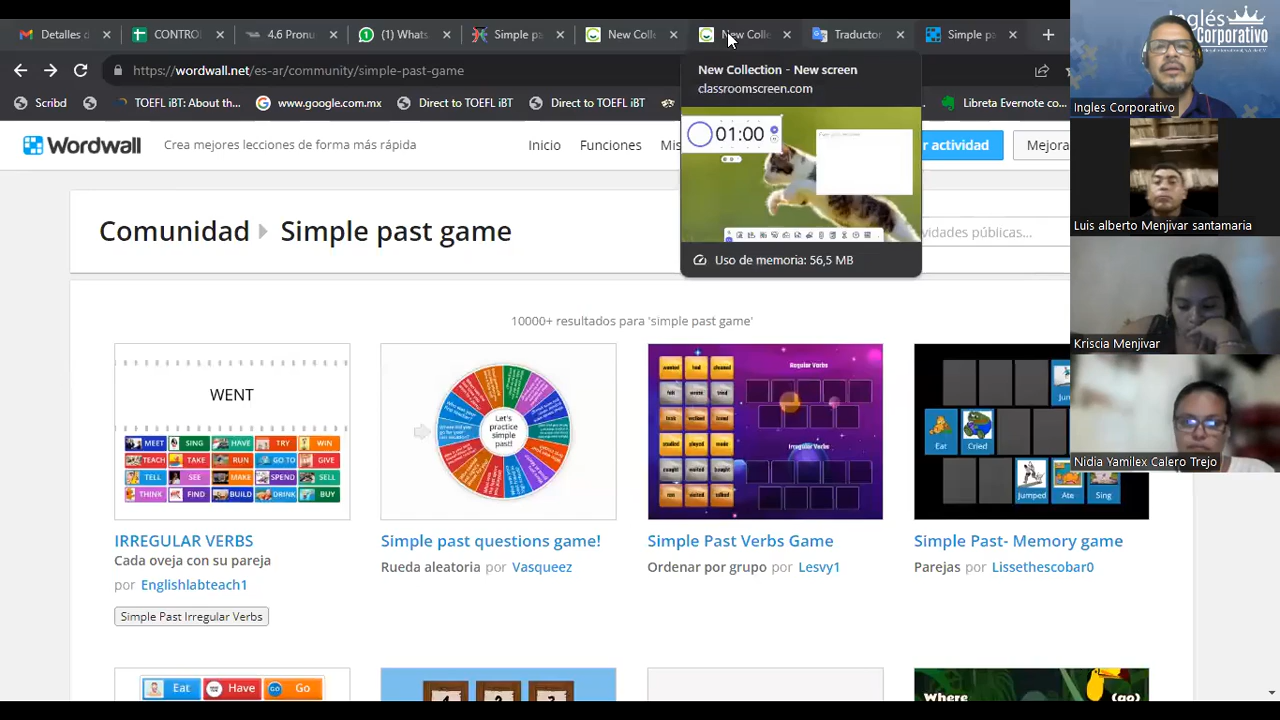 Detalles d
CONTRO
4.6 Pronu
(1) Whats
Simple pa
New Colle
New Colle
Traductor
Simple pa
https://wordwall.net/es-ar/community/simple-past-game
New Collection - New screen
classroomscreen.com
01:00
Uso de memoria: 56,5 MB
Scribd
TOEFL iBT: About th...
www.google.com.mx
Direct to TOEFL iBT
Direct to TOEFL iBT
Libreta Evernote co...
Wordwall
Crea mejores lecciones de forma más rápida
Inicio
Funciones
Mis
ar actividad
Mejora
Comunidad
Simple past game
vidades públicas...
10000+ resultados para 'simple past game'
WENT
MEET SING HAVE TRY WIN
TEACH TAKE RUN GO TO GIVE
TELL SEE MAKE SPEND SELL
THINK FIND BUILD DRINK BUY
Let's
practice
simple
past!
Regular Verbs
Irregular Verbs
Eat
Cried
Jumped
Ate
Sing
IRREGULAR VERBS
Cada oveja con su pareja
por Englishlabteach1
Simple Past Irregular Verbs
Simple past questions game!
Rueda aleatoria por Vasqueez
Simple Past Verbs Game
Ordenar por grupo por Lesvy1
Simple Past- Memory game
Parejas por Lissethescobar0
Eat
Have
Go
Where
(go)
Inglés
Corporativo
Ingles Corporativo
Luis alberto Menjivar santamaria
Kriscia Menjivar
Nidia Yamilex Calero Trejo